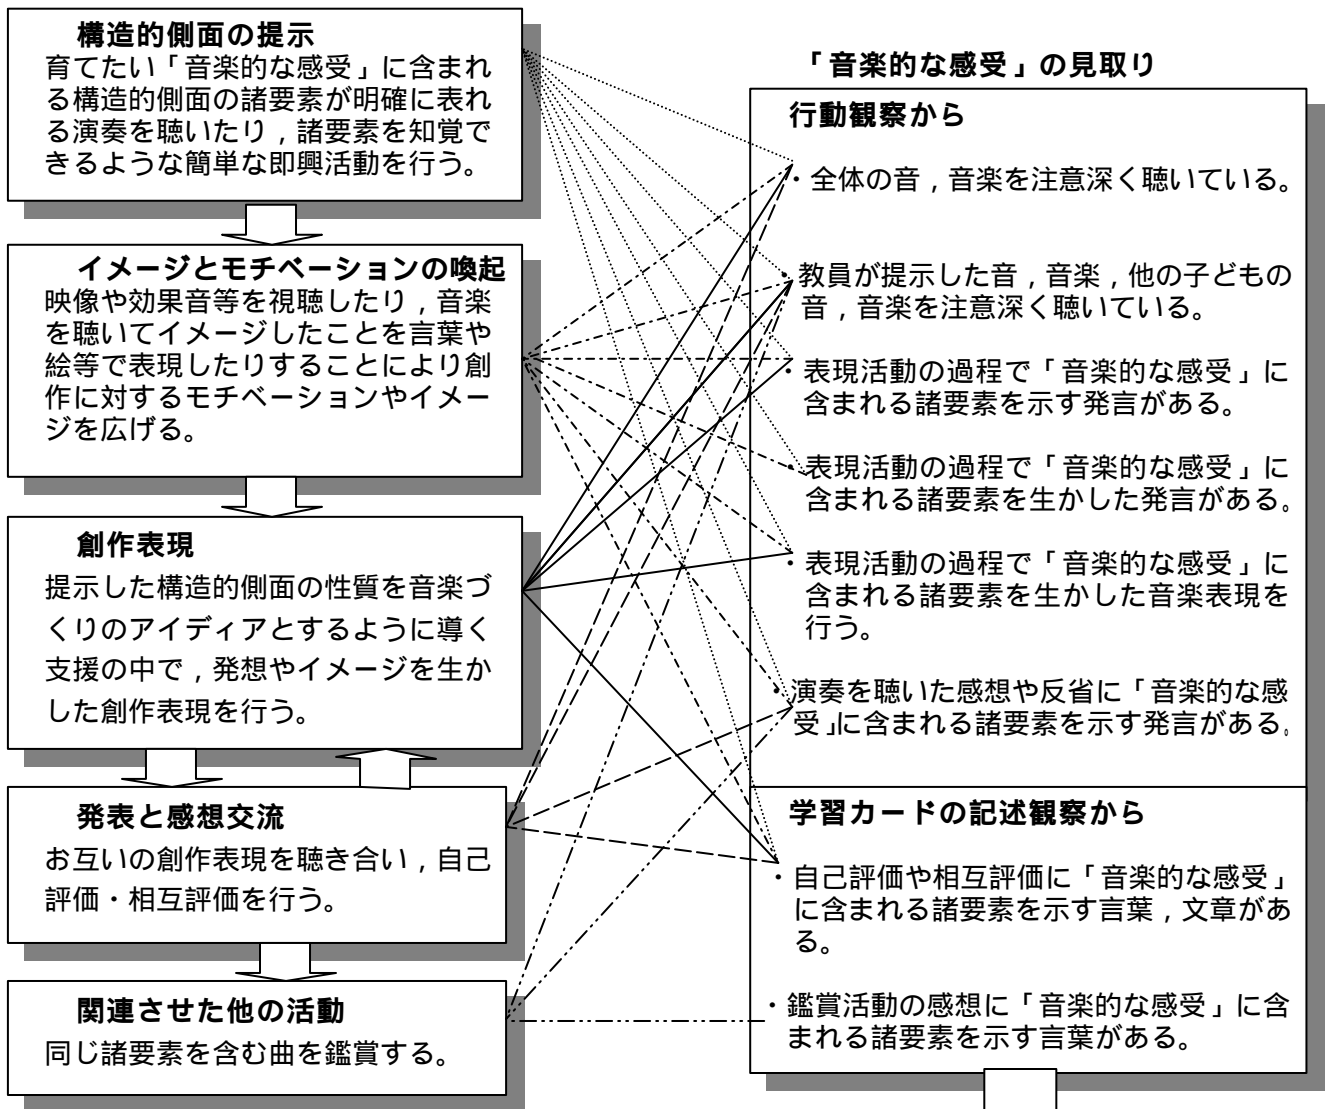 構造的側面の提示
育てたい「音楽的な感受」に含まれ
る構造的側面の諸要素が明確に表れ
る演奏を聴いたり，諸要素を知覚で
きるような簡単な即興活動を行う。
イメージとモチベーションの喚起
映像や効果音等を視聴したり，音楽
を聴いてイメージしたことを言葉や
絵等で表現したりすることにより創
作に対するモチベーションやイメー
ジを広げる。
創作表現
提示した構造的側面の性質を音楽づ
くりのアイディアとするように導く
支援の中で，発想やイメージを生か
した創作表現を行う。
発表と感想交流
お互いの創作表現を聴き合い，自己
評価・相互評価を行う。
関連させた他の活動
同じ諸要素を含む曲を鑑賞する。
「音楽的な感受」の見取り
行動観察から
・全体の音，音楽を注意深く聴いている。
・教員が提示した音，音楽，他の子どもの
音，音楽を注意深く聴いている。
・表現活動の過程で「音楽的な感受」に
含まれる諸要素を示す発言がある。
・表現活動の過程で「音楽的な感受」に
含まれる諸要素を生かした発言がある。
・表現活動の過程で「音楽的な感受」に
含まれる諸要素を生かした音楽表現を
行う。
・演奏を聴いた感想や反省に「音楽的な感
受」に含まれる諸要素を示す発言がある。
学習カードの記述観察から
・自己評価や相互評価に「音楽的な感受」
に含まれる諸要素を示す言葉，文章があ
る。
・鑑賞活動の感想に「音楽的な感受」に含
まれる諸要素を示す言葉がある。